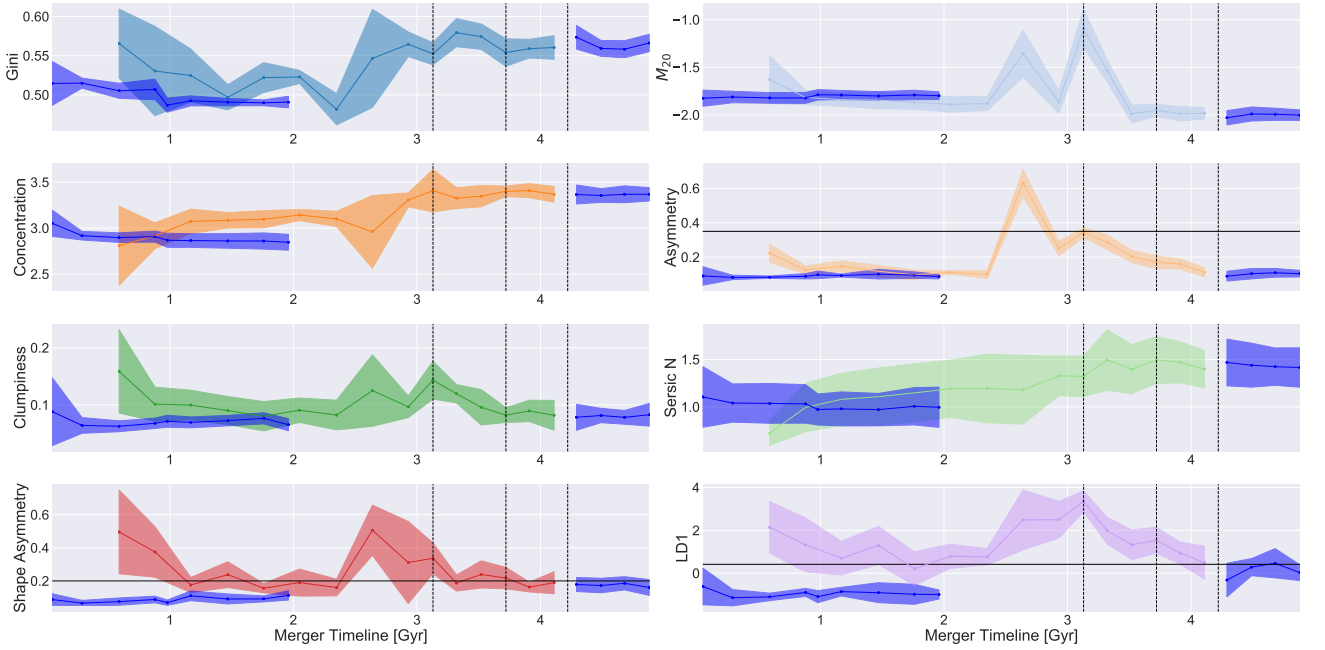 0.60
0.55
0.50
Gini
1 2 3 4
−1.0
−1.5
−2.0
M20
1 2 3 4
3.5
3.0
2.5
Concentration
1 2 3 4
0.6
0.4
0.2
Asymmetry
1 2 3 4
0.2
0.1
Clumpiness
1 2 3 4
1.5
1.0
Sersic N
1 2 3 4
0.6
0.4
0.2
Shape Asymmetry
1 2 3 4
Merger Timeline [Gyr]
4
2
0
LD1
1 2 3 4
Merger Timeline [Gyr]